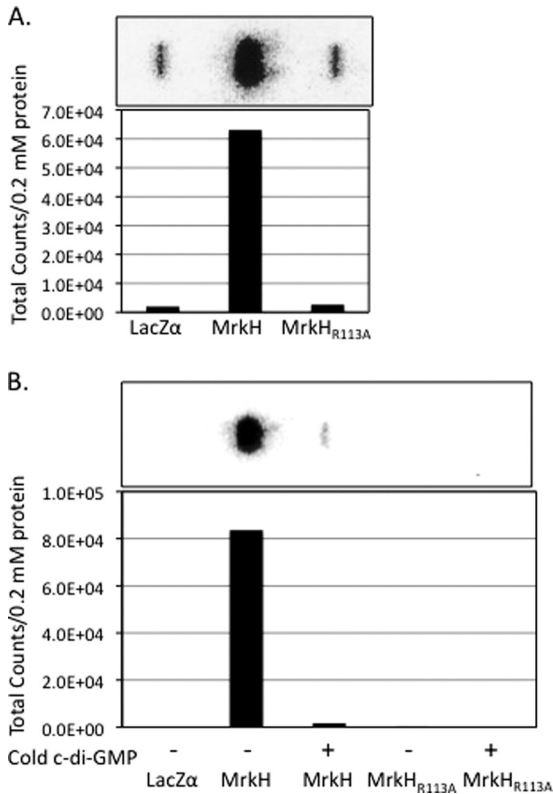 A.
Total Counts/0.2 mM protein
7.0E+04
6.0E+04
5.0E+04
4.0E+04
3.0E+04
2.0E+04
1.0E+04
0.0E+00
LacZα MrkH MrkHR113A
B.
Total Counts/0.2 mM protein
1.0E+05
8.0E+04
6.0E+04
4.0E+04
2.0E+04
0.0E+00
Cold c-di-GMP - - + - +
LacZα MrkH MrkH MrkHR113A MrkHR113A